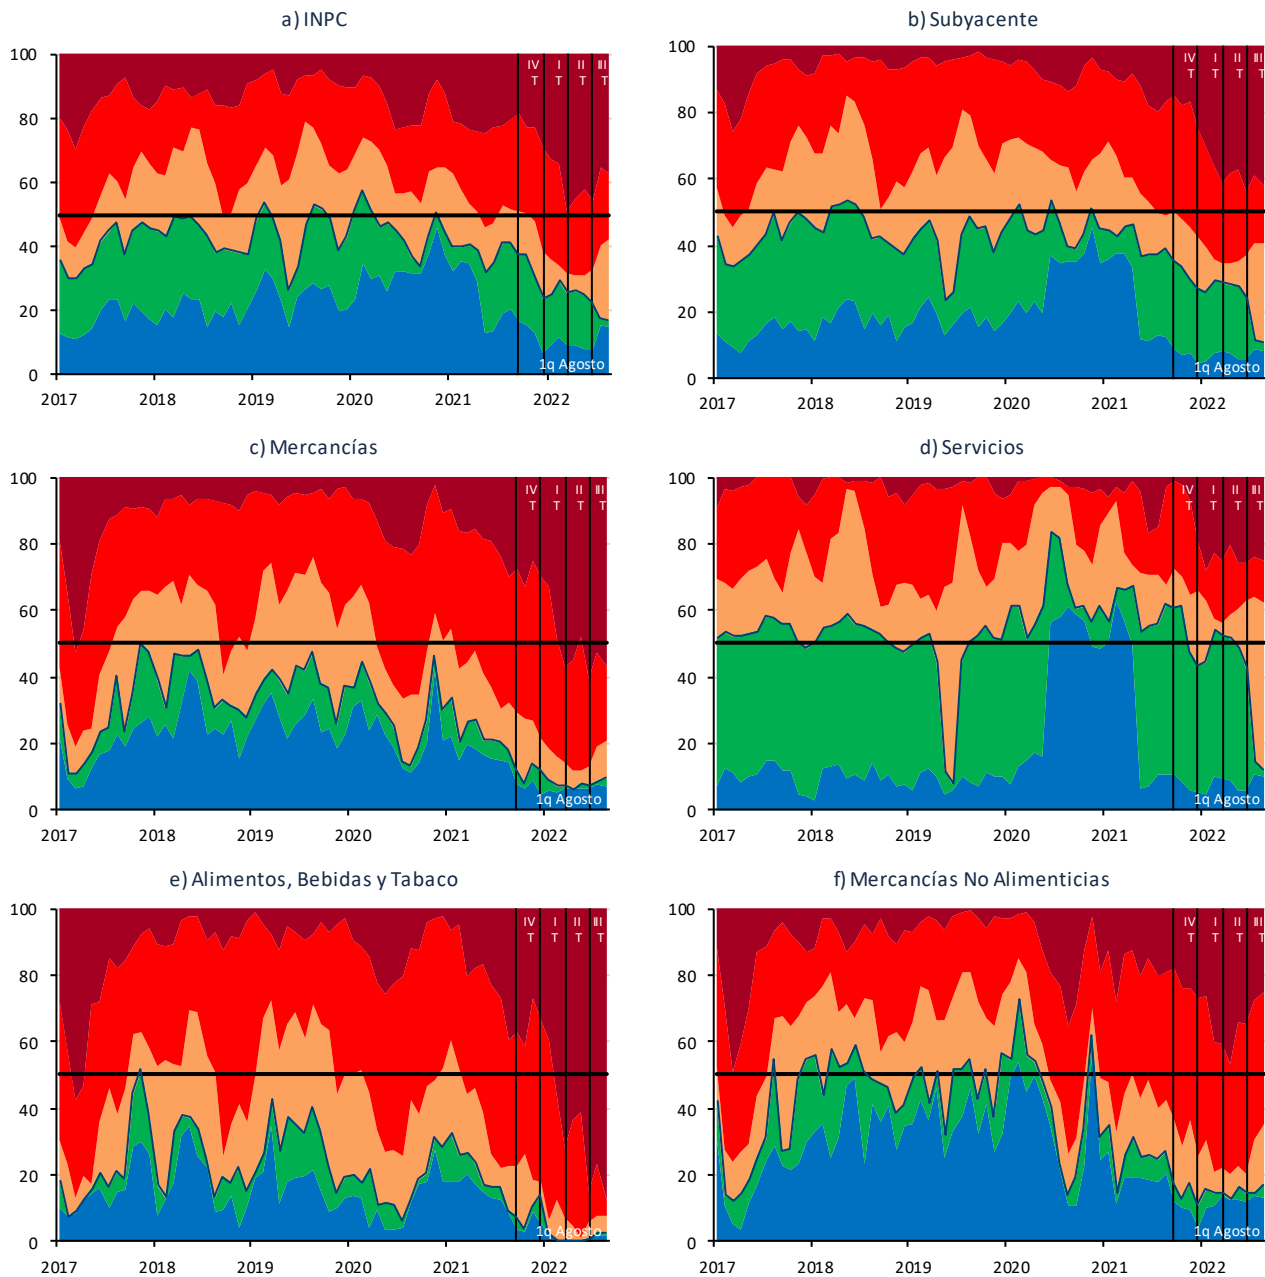 a) INPC
b) Subyacente
100
80
60
40
20
0
IV I II III
T T T T
1q Agosto
2017 2018 2019 2020 2021 2022
100
80
60
40
20
0
IV I II III
T T T T
1q Agosto
2017 2018 2019 2020 2021 2022
c) Mercancías
d) Servicios
100
80
60
40
20
0
IV I II III
T T T T
1q Agosto
2017 2018 2019 2020 2021 2022
100
80
60
40
20
0
IV I II III
T T T T
1q Agosto
2017 2018 2019 2020 2021 2022
e) Alimentos, Bebidas y Tabaco
f) Mercancías No Alimenticias
100
80
60
40
20
0
IV I II III
T T T T
1q Agosto
2017 2018 2019 2020 2021 2022
100
80
60
40
20
0
IV I II III
T T T T
1q Agosto
2017 2018 2019 2020 2021 2022